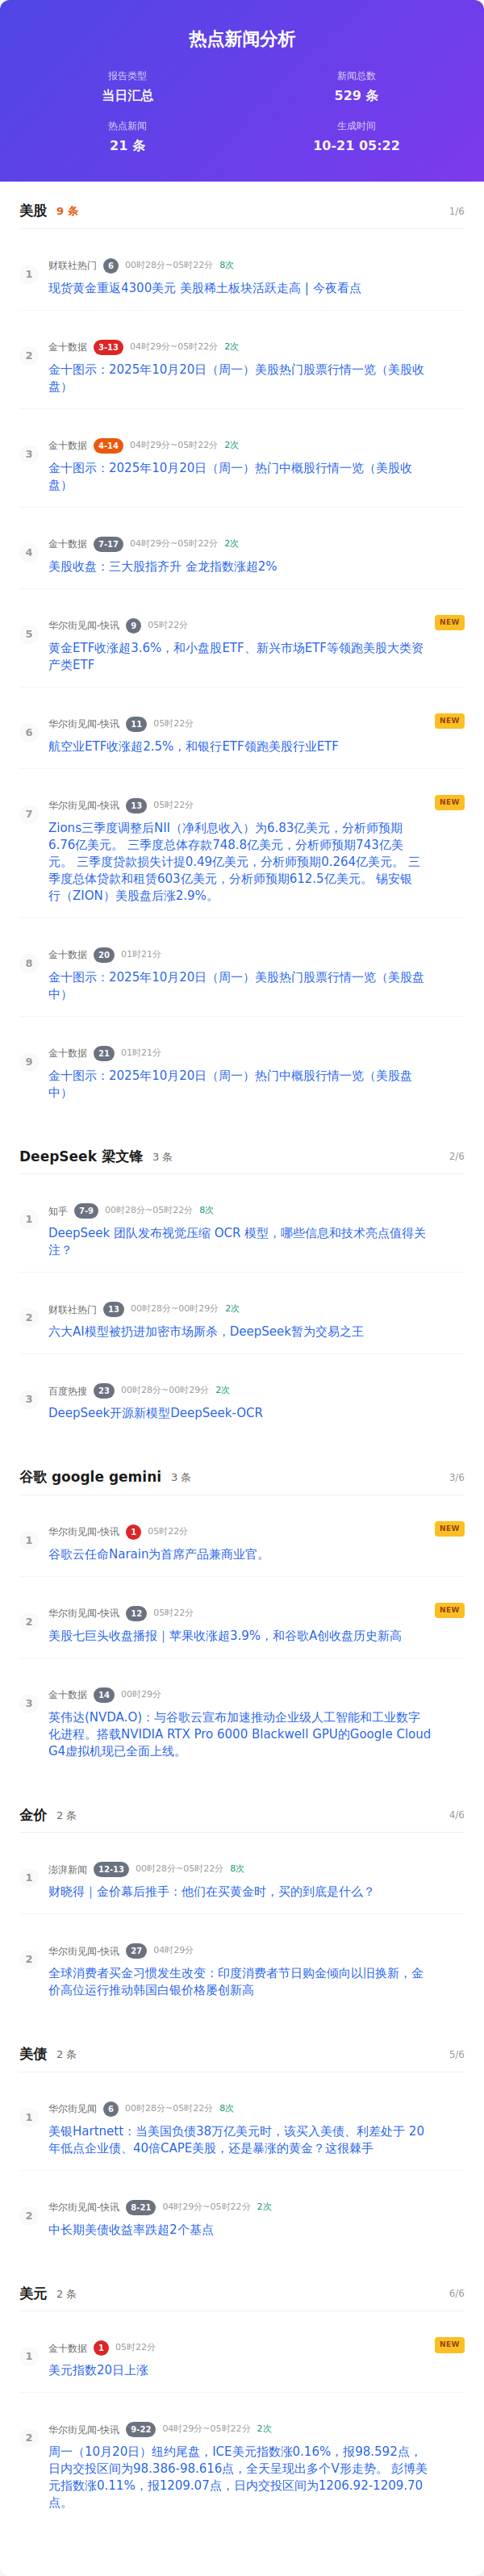 热点新闻分析
报告类型
新闻总数
当日汇总
529 条
热点新闻
生成时间
21 条
10-21 05:22
美股 9 条 1/6
1
财联社热门 6 00时28分~05时22分 8次
现货黄金重返4300美元 美股稀土板块活跃走高 | 今夜看点
2
金十数据 3-13 04时29分~05时22分 2次
金十图示：2025年10月20日（周一）美股热门股票行情一览（美股收
盘）
3
金十数据 4-14 04时29分~05时22分 2次
金十图示：2025年10月20日（周一）热门中概股行情一览（美股收
盘）
4
金十数据 7-17 04时29分~05时22分 2次
美股收盘：三大股指齐升 金龙指数涨超2%
5
华尔街见闻-快讯 9 05时22分 NEW
黄金ETF收涨超3.6%，和小盘股ETF、新兴市场ETF等领跑美股大类资
产类ETF
6
华尔街见闻-快讯 11 05时22分 NEW
航空业ETF收涨超2.5%，和银行ETF领跑美股行业ETF
7
华尔街见闻-快讯 13 05时22分 NEW
Zions三季度调整后NII（净利息收入）为6.83亿美元，分析师预期
6.76亿美元。 三季度总体存款748.8亿美元，分析师预期743亿美
元。 三季度贷款损失计提0.49亿美元，分析师预期0.264亿美元。 三
季度总体贷款和租赁603亿美元，分析师预期612.5亿美元。 锡安银
行（ZION）美股盘后涨2.9%。
8
金十数据 20 01时21分
金十图示：2025年10月20日（周一）美股热门股票行情一览（美股盘
中）
9
金十数据 21 01时21分
金十图示：2025年10月20日（周一）热门中概股行情一览（美股盘
中）
DeepSeek 梁文锋 3 条 2/6
1
知乎 7-9 00时28分~05时22分 8次
DeepSeek 团队发布视觉压缩 OCR 模型，哪些信息和技术亮点值得关
注？
2
财联社热门 13 00时28分~00时29分 2次
六大AI模型被扔进加密市场厮杀，DeepSeek暂为交易之王
3
百度热搜 23 00时28分~00时29分 2次
DeepSeek开源新模型DeepSeek-OCR
谷歌 google gemini 3 条 3/6
1
华尔街见闻-快讯 1 05时22分 NEW
谷歌云任命Narain为首席产品兼商业官。
2
华尔街见闻-快讯 12 05时22分 NEW
美股七巨头收盘播报｜苹果收涨超3.9%，和谷歌A创收盘历史新高
3
金十数据 14 00时29分
英伟达(NVDA.O)：与谷歌云宣布加速推动企业级人工智能和工业数字
化进程。搭载NVIDIA RTX Pro 6000 Blackwell GPU的Google Cloud
G4虚拟机现已全面上线。
金价 2 条 4/6
1
澎湃新闻 12-13 00时28分~05时22分 8次
财晓得｜金价幕后推手：他们在买黄金时，买的到底是什么？
2
华尔街见闻-快讯 27 04时29分
全球消费者买金习惯发生改变：印度消费者节日购金倾向以旧换新，金
价高位运行推动韩国白银价格屡创新高
美债 2 条 5/6
1
华尔街见闻 6 00时28分~05时22分 8次
美银Hartnett：当美国负债38万亿美元时，该买入美债、利差处于 20
年低点企业债、40倍CAPE美股，还是暴涨的黄金？这很棘手
2
华尔街见闻-快讯 8-21 04时29分~05时22分 2次
中长期美债收益率跌超2个基点
美元 2 条 6/6
1
金十数据 1 05时22分 NEW
美元指数20日上涨
2
华尔街见闻-快讯 9-22 04时29分~05时22分 2次
周一（10月20日）纽约尾盘，ICE美元指数涨0.16%，报98.592点，
日内交投区间为98.386-98.616点，全天呈现出多个V形走势。 彭博美
元指数涨0.11%，报1209.07点，日内交投区间为1206.92-1209.70
点。